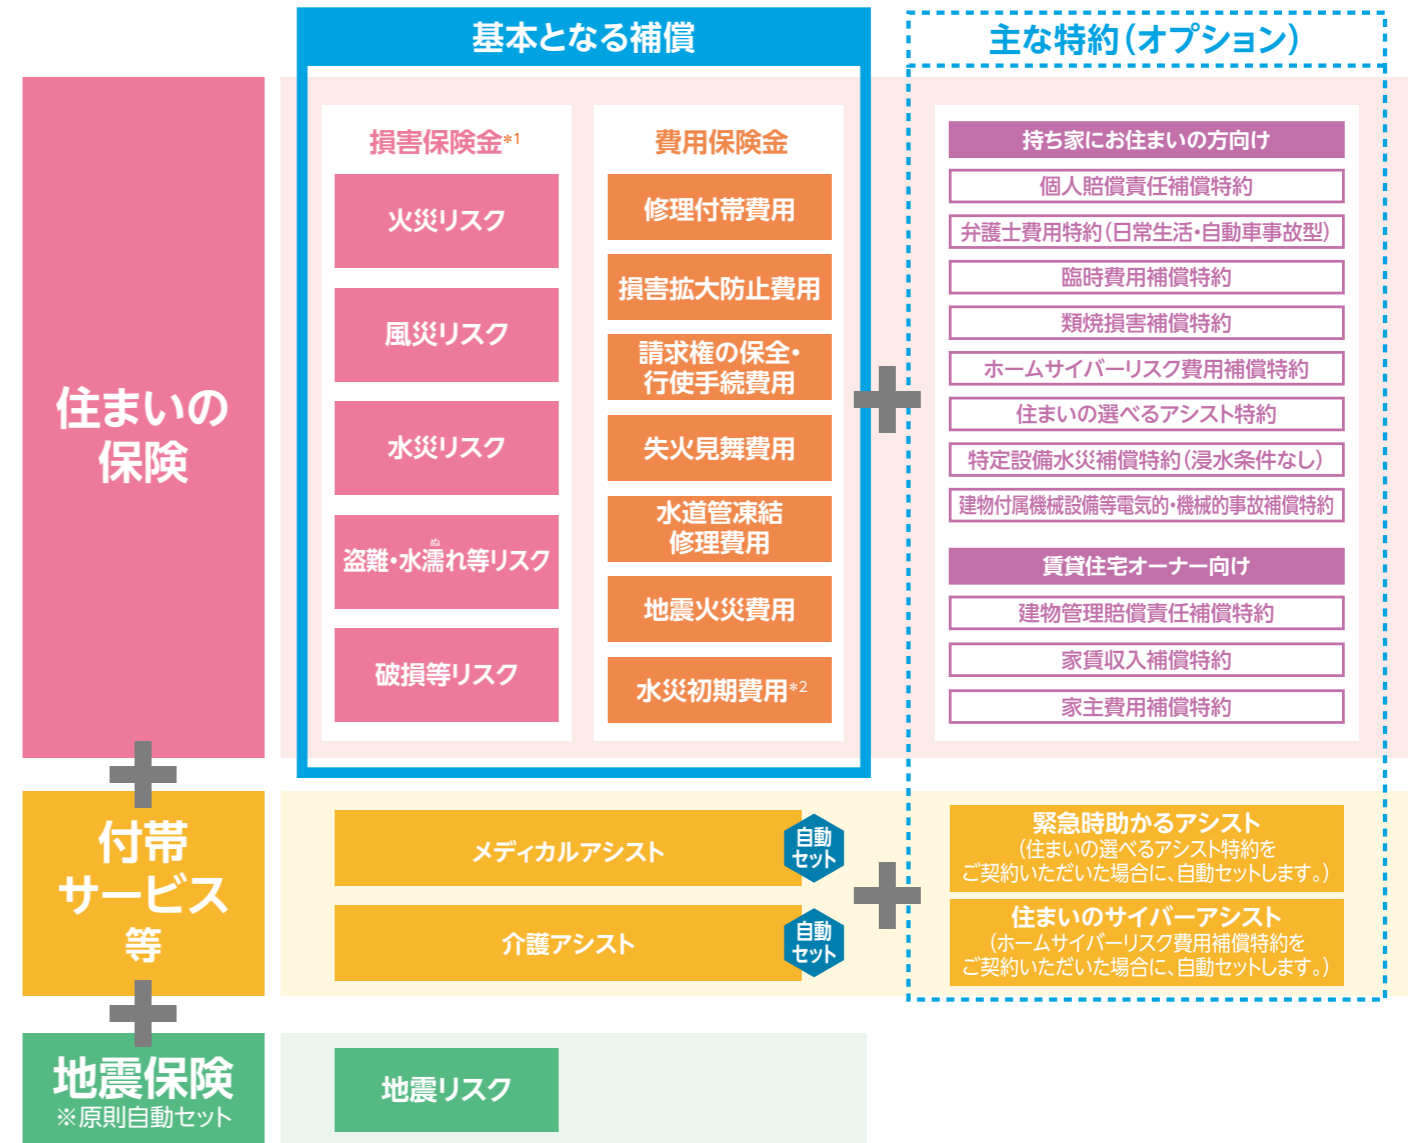 基本となる補償
主な特約(オプション)
住まいの
保険
損害保険金*1
火災リスク
風災リスク
水災リスク
盗難・水濡れ等リスク
ぬ
破損等リスク
費用保険金
修理付帯費用
損害拡大防止費用
請求権の保全・
行使手続費用
失火見舞費用
水道管凍結
修理費用
地震火災費用
水災初期費用*2
持ち家にお住まいの方向け
個人賠償責任補償特約
弁護士費用特約(日常生活・自動車事故型)
臨時費用補償特約
類焼損害補償特約
ホームサイバーリスク費用補償特約
住まいの選べるアシスト特約
特定設備水災補償特約(浸水条件なし)
建物付属機械設備等電気的・機械的事故補償特約
賃貸住宅オーナー向け
建物管理賠償責任補償特約
家賃収入補償特約
家主費用補償特約
付帯
サービス
等
メディカルアシスト
自動
セット
介護アシスト
自動
セット
緊急時助かるアシスト
(住まいの選べるアシスト特約を
ご契約いただいた場合に、自動セットします。)
住まいのサイバーアシスト
(ホームサイバーリスク費用補償特約を
ご契約いただいた場合に、自動セットします。)
地震保険
※原則自動セット
地震リスク